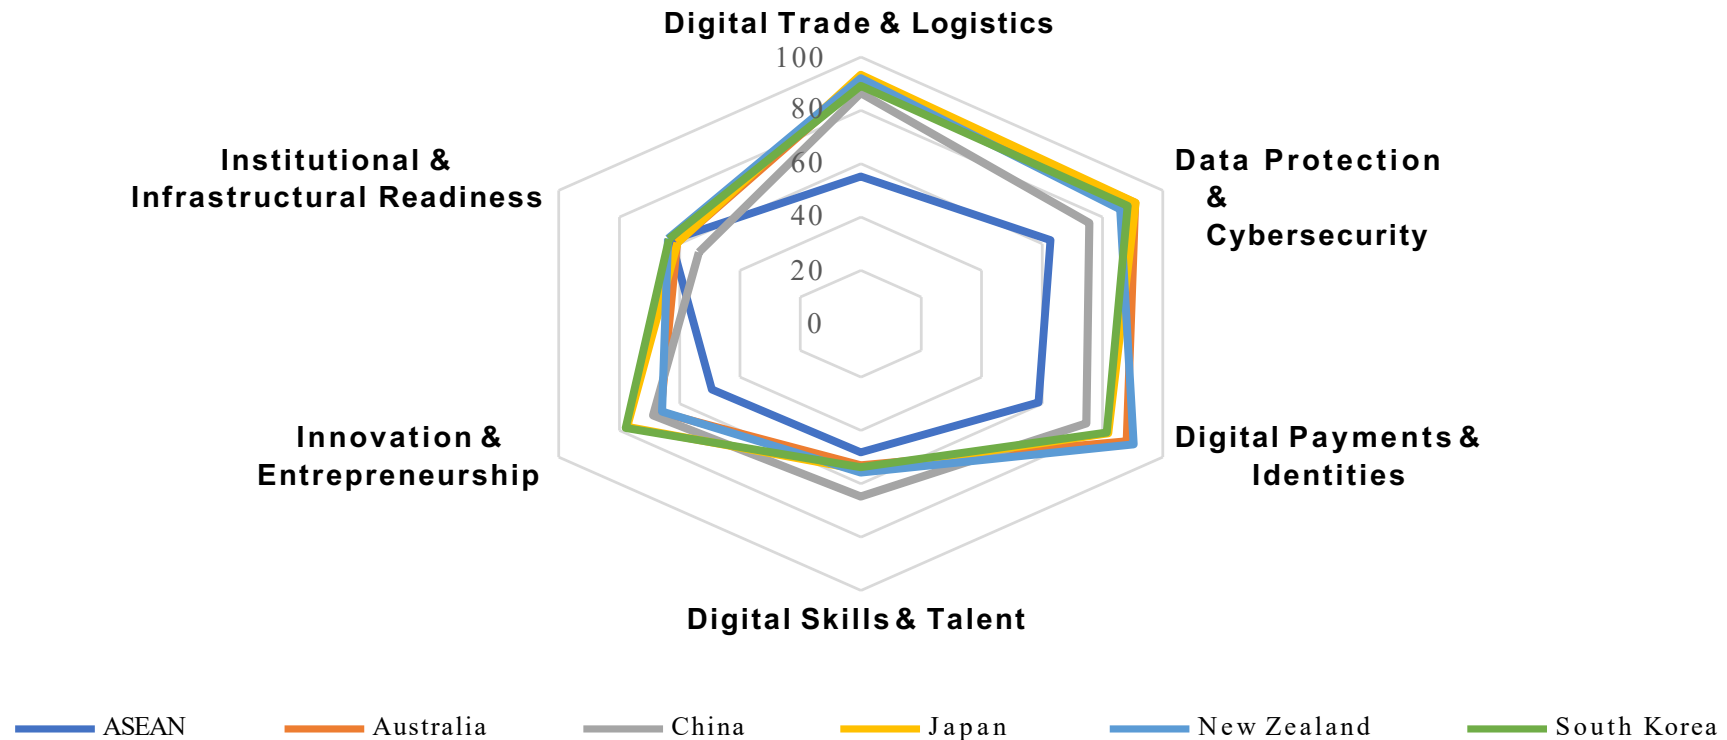 Digital Trade & Logistics
100
80
60
40
20
0
Institutional &
Infrastructural Readiness
Data Protection
&
Cybersecurity
Innovation &
Entrepreneurship
Digital Payments &
Identities
Digital Skills & Talent
ASEAN
Australia
China
Japan
New Zealand
South Korea